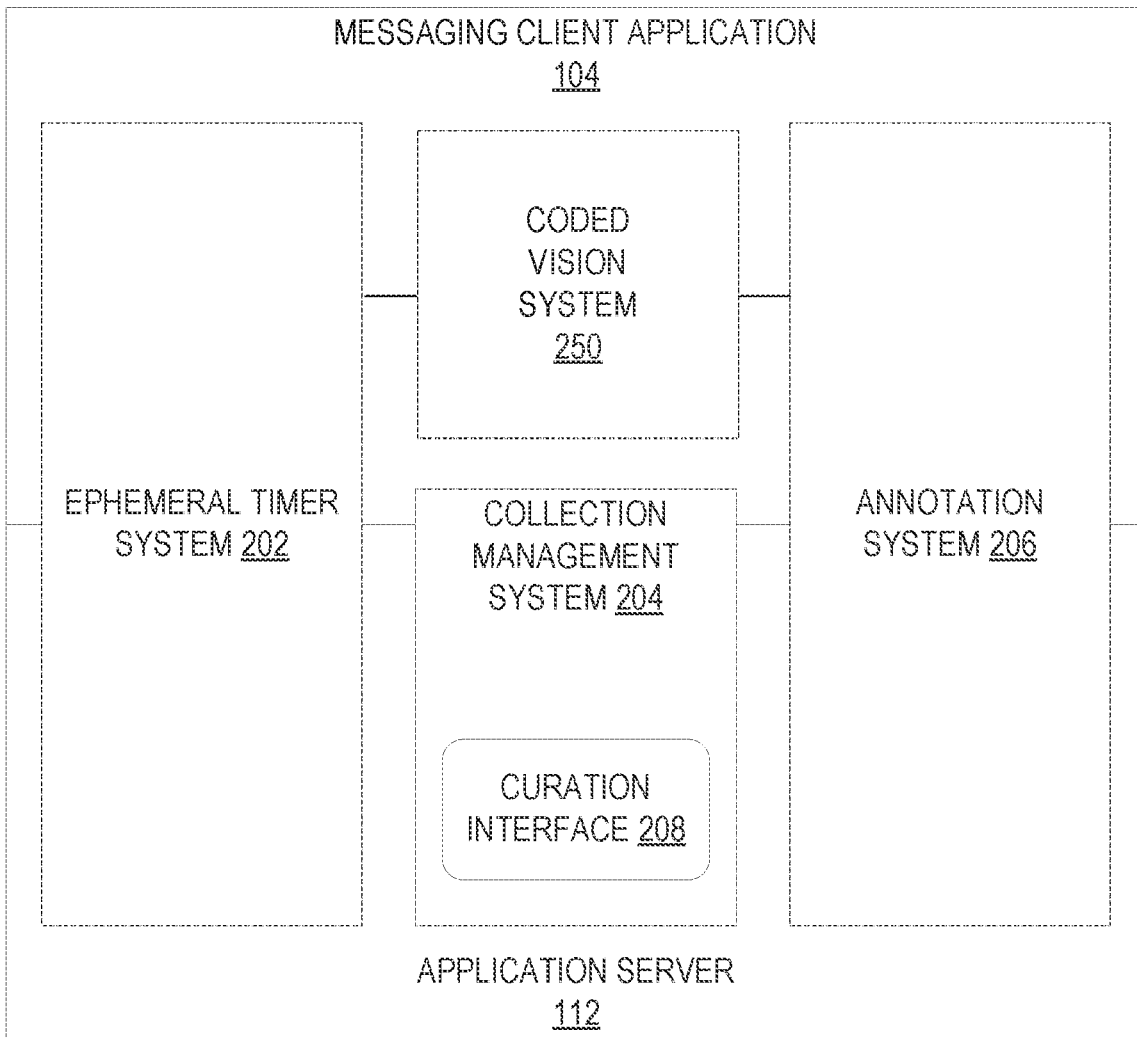 MESSAGING CLIENT APPLICATION
104
CODED
VISION
SYSTEM
250
EPHEMERAL TIMER
SYSTEM 202
COLLECTION
MANAGEMENT
SYSTEM 204
ANNOTATION
SYSTEM 206
CURATION
INTERFACE 208
APPLICATION SERVER
112